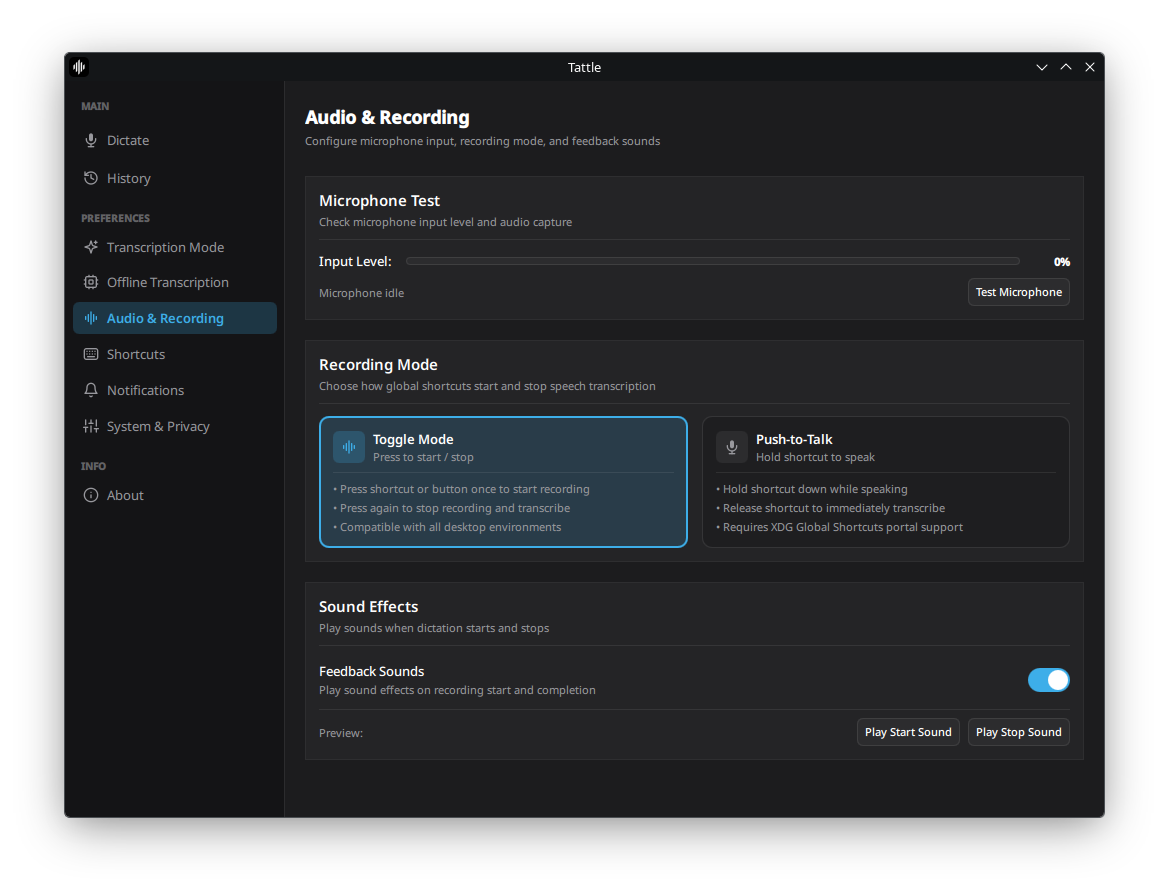 Tattle
MAIN
Dictate
History
PREFERENCES
Transcription Mode
Offline Transcription
Audio & Recording
Shortcuts
Notifications
System & Privacy
INFO
About
Audio & Recording
Configure microphone input, recording mode, and feedback sounds
Microphone Test
Check microphone input level and audio capture
Input Level: 0%
Microphone idle Test Microphone
Recording Mode
Choose how global shortcuts start and stop speech transcription
Toggle Mode
Press to start / stop
• Press shortcut or button once to start recording
• Press again to stop recording and transcribe
• Compatible with all desktop environments
Push-to-Talk
Hold shortcut to speak
• Hold shortcut down while speaking
• Release shortcut to immediately transcribe
• Requires XDG Global Shortcuts portal support
Sound Effects
Play sounds when dictation starts and stops
Feedback Sounds
Play sound effects on recording start and completion
Preview: Play Start Sound Play Stop Sound